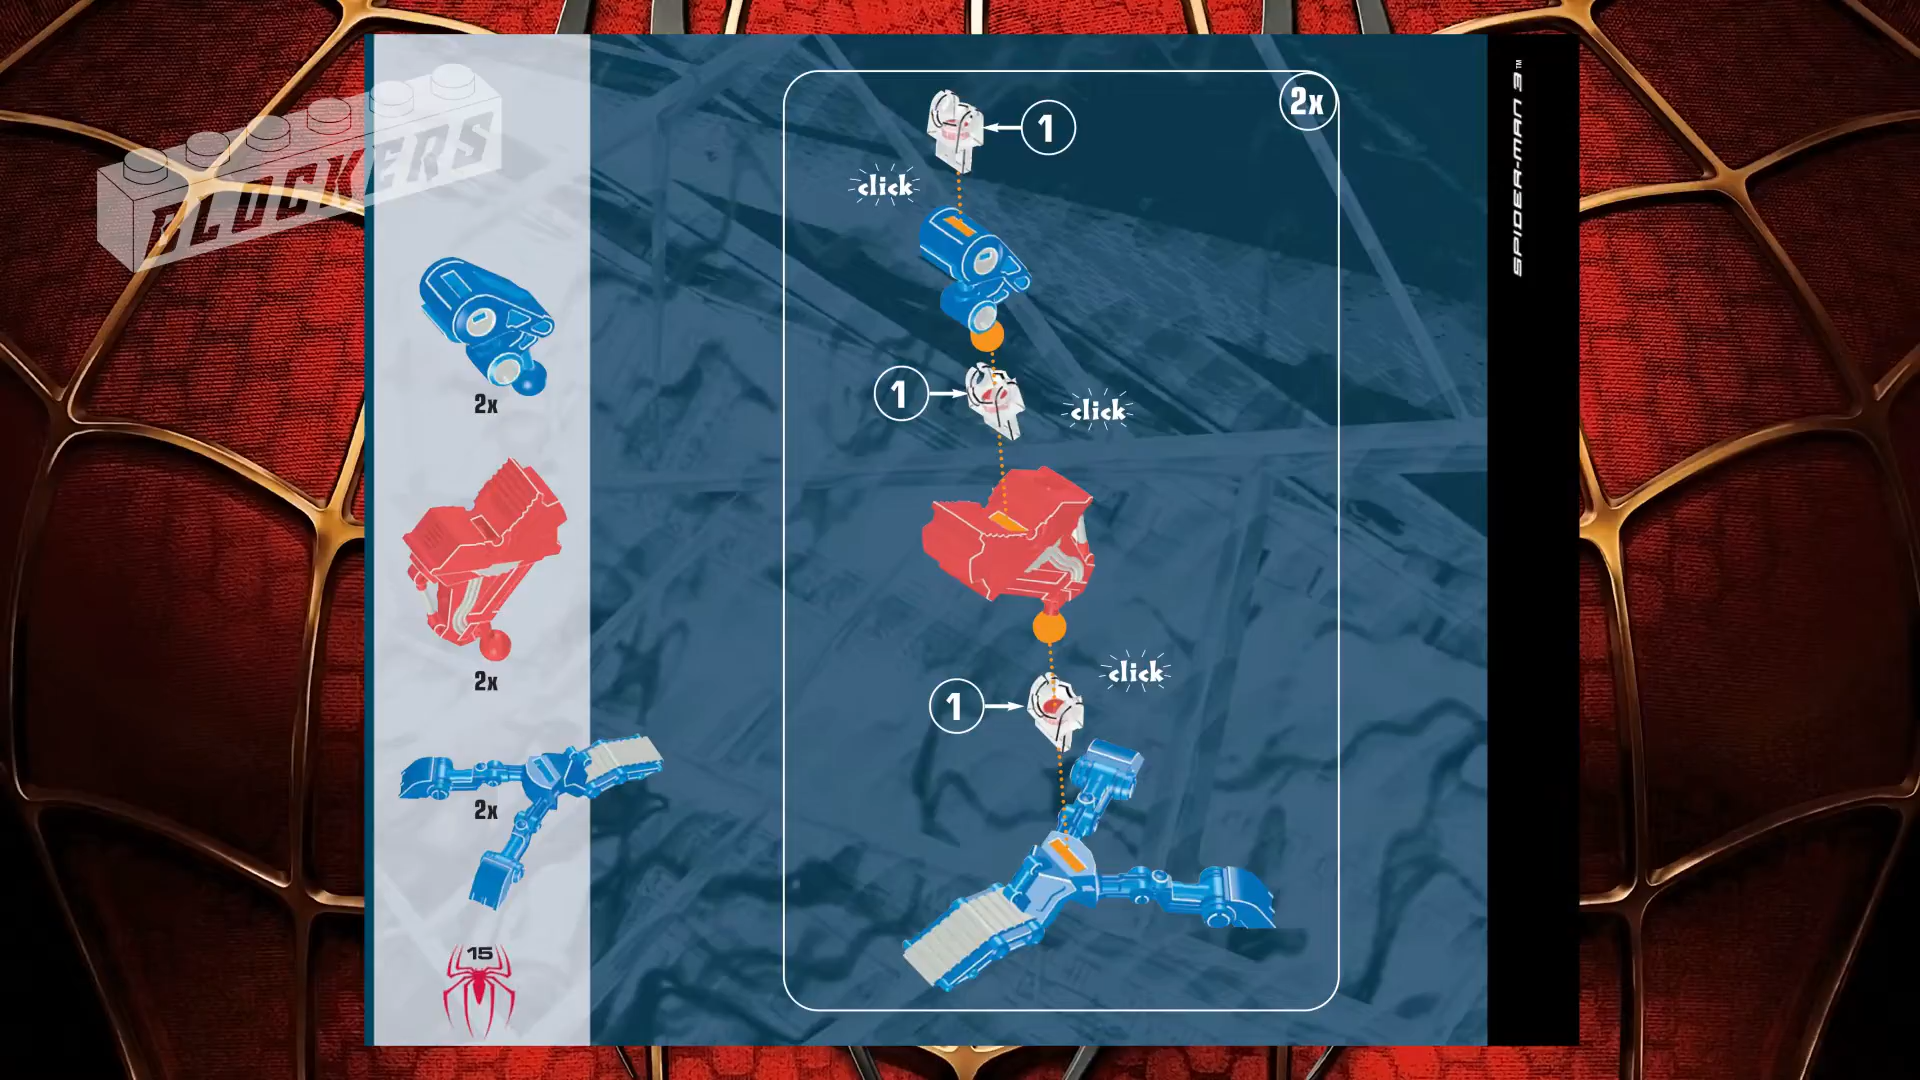 BLOCKERS
2x
2x
2x
15
2x
1
click
1
click
click
1
SPIDER-MAN 3™